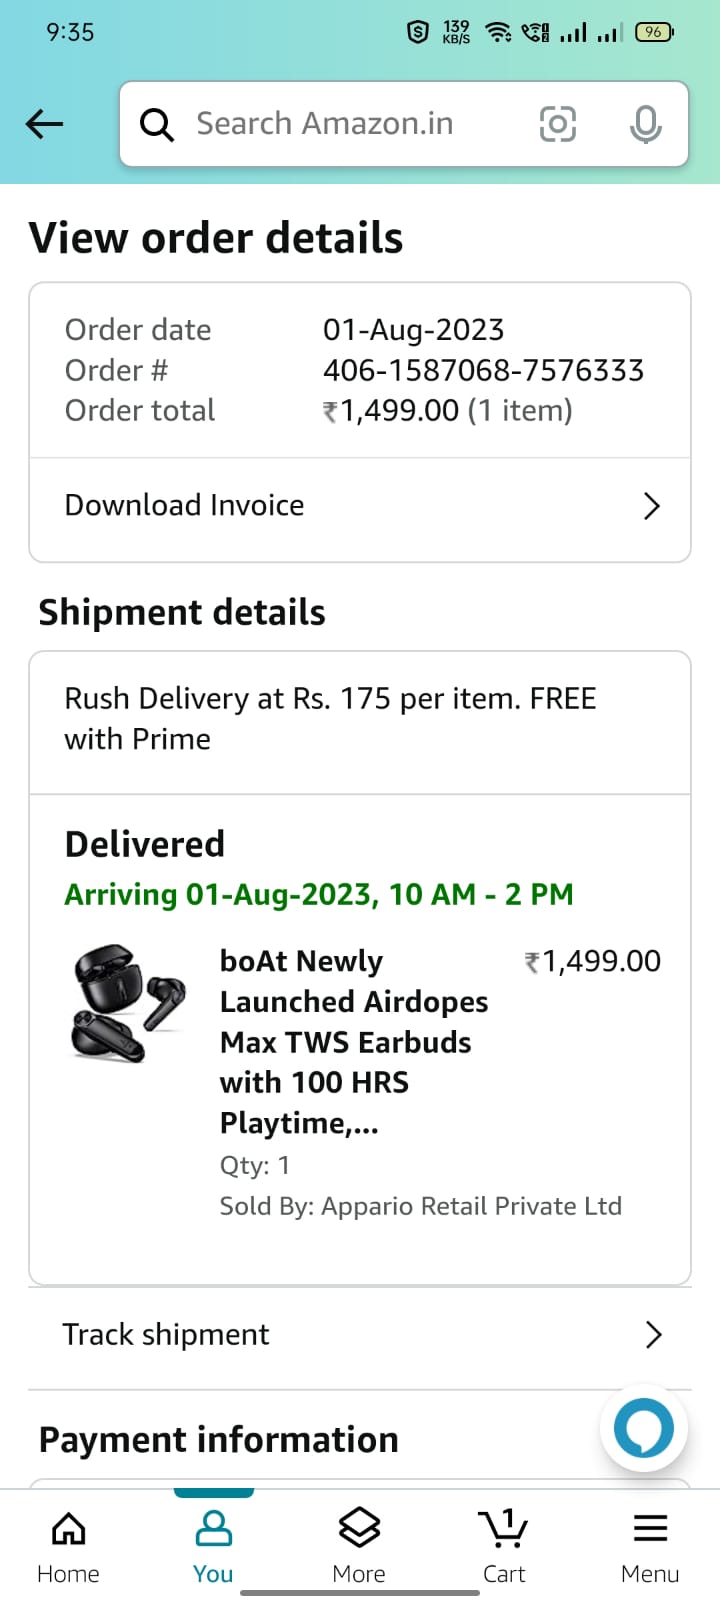 9:35
139
KB/S
96
Search Amazon.in
View order details
Order date 01-Aug-2023
Order # 406-1587068-7576333
Order total ₹1,499.00 (1 item)
Download Invoice
Shipment details
Rush Delivery at Rs. 175 per item. FREE
with Prime
Delivered
Arriving 01-Aug-2023, 10 AM - 2 PM
boAt Newly ₹1,499.00
Launched Airdopes
Max TWS Earbuds
with 100 HRS
Playtime,...
Qty: 1
Sold By: Appario Retail Private Ltd
Track shipment
Payment information
1
Home You More Cart Menu